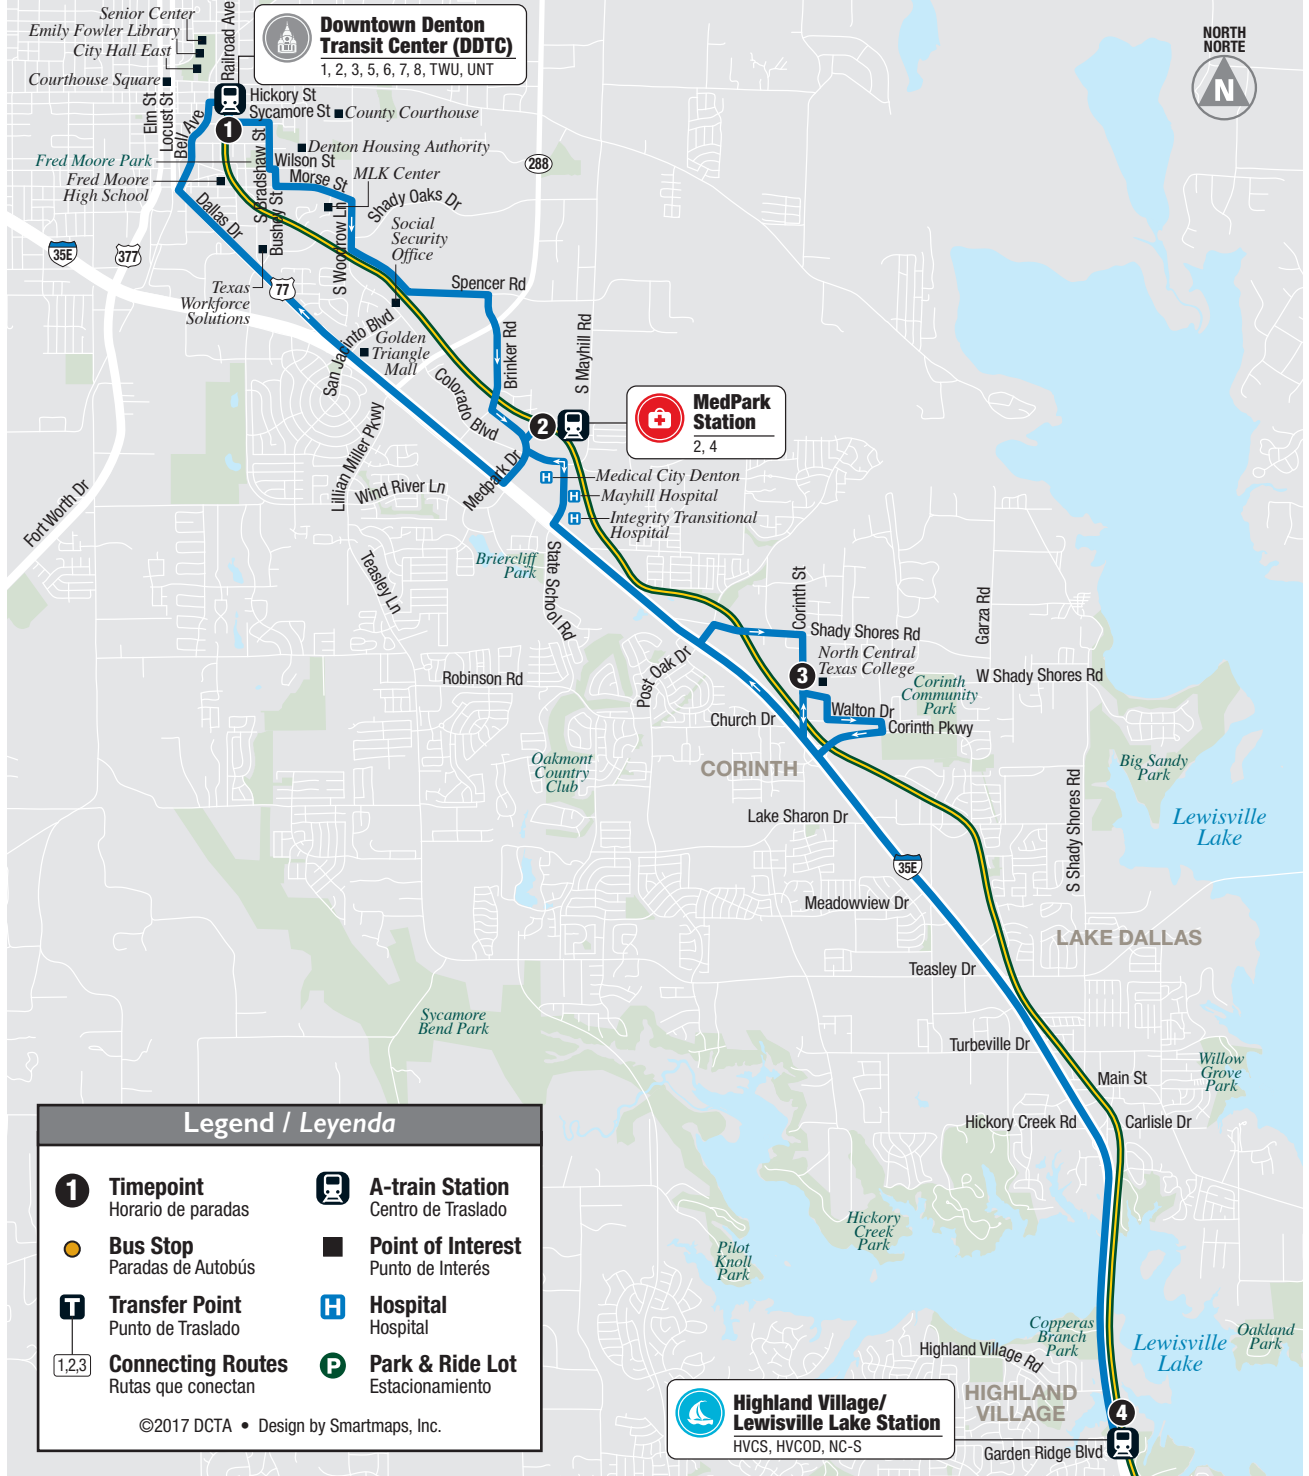 Senior Center
Emily Fowler Library
City Hall East
Courthouse Square
Railroad Ave
Downtown Denton
Transit Center (DDTC)
1, 2, 3, 5, 6, 7, 8, TWU, UNT
NORTH
NORTE
N
Elm St
Locust St
Bell Ave
Hickory St
Sycamore St
County Courthouse
1
Denton Housing Authority
288
Fred Moore Park
S Bradshaw St
Wilson St
Morse St
MLK Center
Fred Moore
High School
Dallas Dr
Bushey St
S Woodrow Ln
Shady Oaks Dr
Social
Security
Office
35E
377
77
Texas
Workforce
Solutions
Spencer Rd
San Jacinto Blvd
Golden
Triangle
Mall
Brinker Rd
S Mayhill Rd
Colorado Blvd
2
MedPark
Station
2, 4
Lillian Miller Pkwy
Wind River Ln
Medpark Dr
H
Medical City Denton
H
Mayhill Hospital
H
Integrity Transitional
Hospital
Fort Worth Dr
Teasley Ln
Briercliff
Park
State School Rd
Corinth St
Garza Rd
Shady Shores Rd
North Central
Texas College
Post Oak Dr
Robinson Rd
3
W Shady Shores Rd
Corinth
Community
Park
Walton Dr
Church Dr
Corinth Pkwy
CORINTH
Oakmont
Country
Club
Big Sandy
Park
S Shady Shores Rd
Lewisville
Lake
Lake Sharon Dr
35E
Meadowview Dr
LAKE DALLAS
Teasley Dr
Sycamore
Bend Park
Turbeville Dr
Willow
Grove
Park
Main St
Hickory Creek Rd
Carlisle Dr
Legend / Leyenda
1
Timepoint
Horario de paradas
A-train Station
Centro de Traslado
Bus Stop
Paradas de Autobús
Point of Interest
Punto de Interés
T
Transfer Point
Punto de Traslado
H
Hospital
Hospital
1,2,3
Connecting Routes
Rutas que conectan
P
Park & Ride Lot
Estacionamiento
©2017 DCTA • Design by Smartmaps, Inc.
Hickory
Creek
Park
Pilot
Knoll
Park
Copperas
Branch
Park
Lewisville
Lake
Oakland
Park
Highland Village Rd
HIGHLAND
VILLAGE
Highland Village/
Lewisville Lake Station
HVCS, HVCOD, NC-S
4
Garden Ridge Blvd